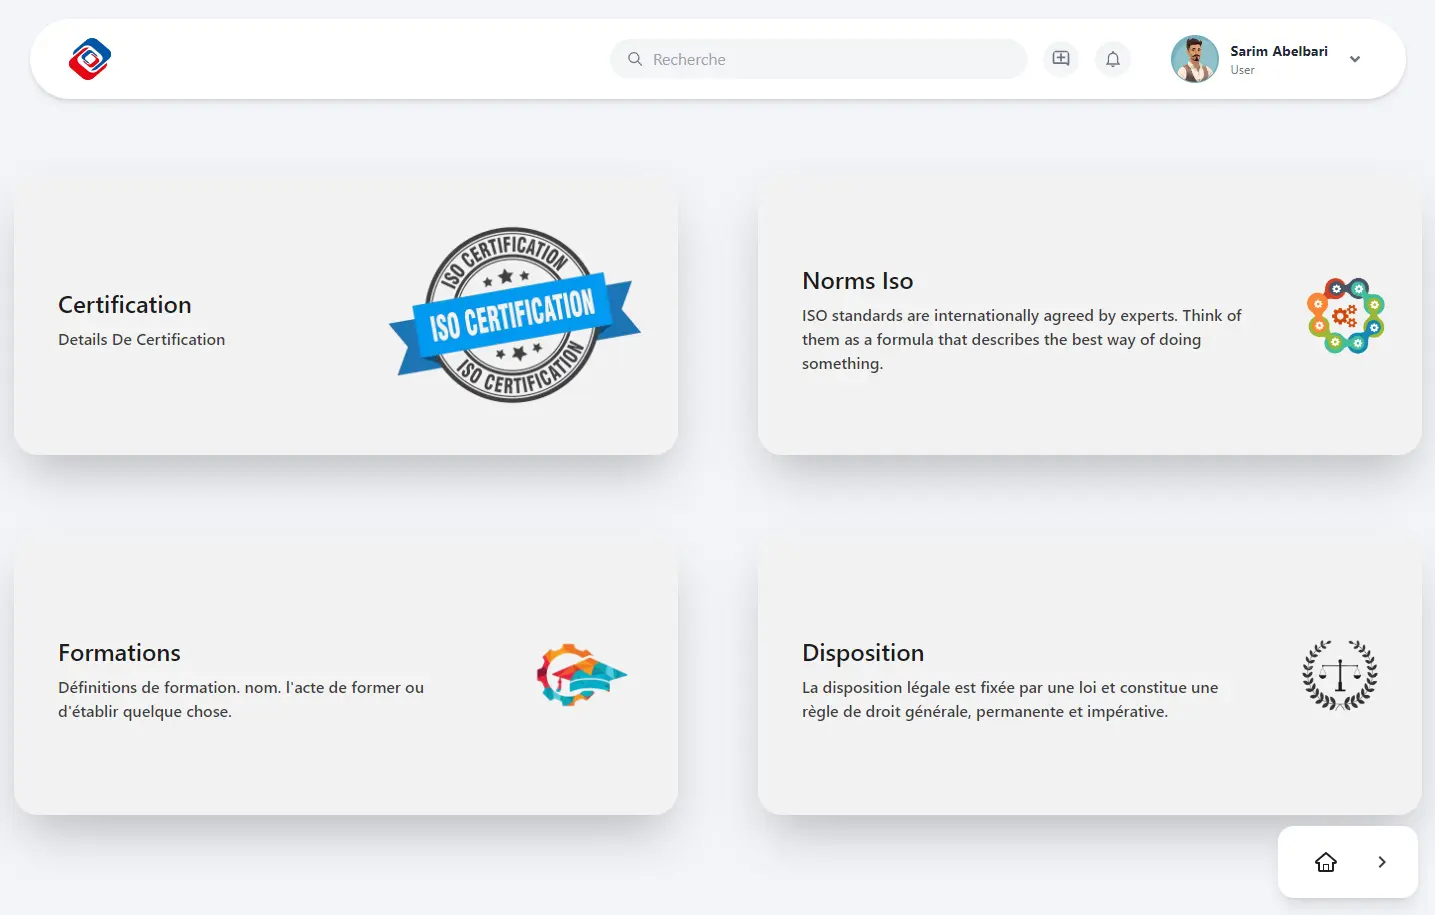 Recherche
Sarim Abelbari
User
Certification
Details De Certification
ISO CERTIFICATION
ISO CERTIFICATION
ISO CERTIFICATION
Norms Iso
ISO standards are internationally agreed by experts. Think of
them as a formula that describes the best way of doing
something.
Formations
Définitions de formation. nom. l'acte de former ou
d'établir quelque chose.
Disposition
La disposition légale est fixée par une loi et constitue une
règle de droit générale, permanente et impérative.